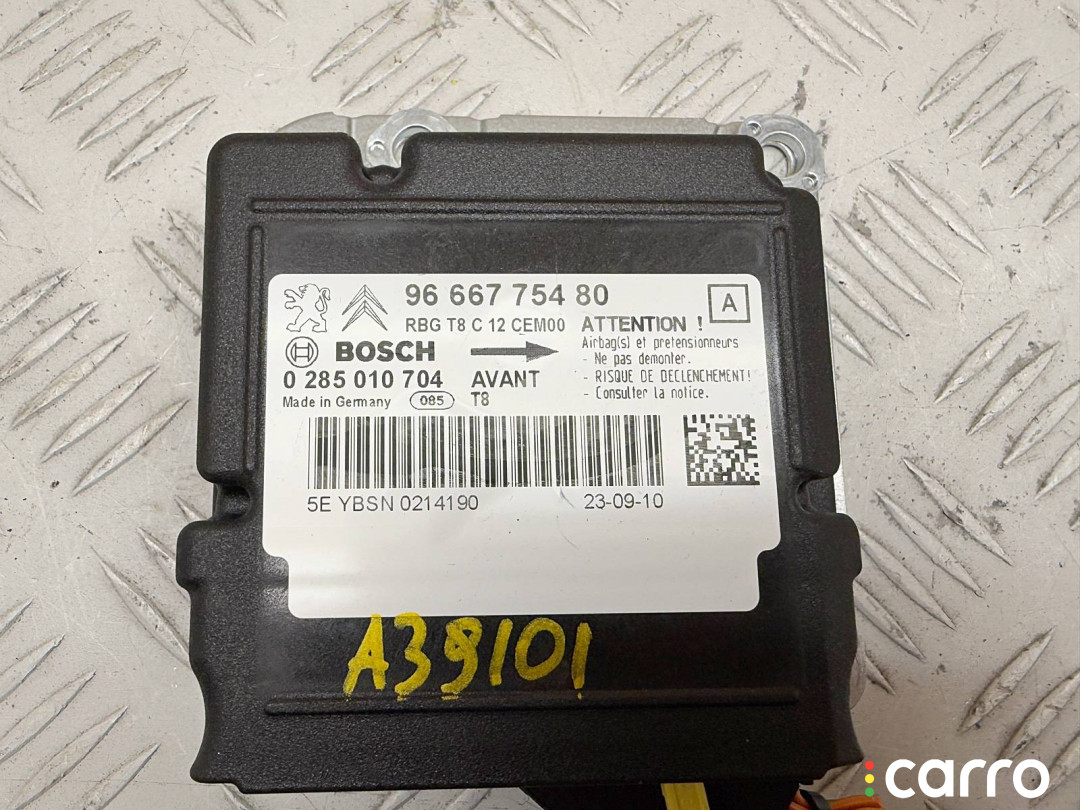 96 667 754 80
RBG T8 C 12 CEM00
A
ATTENTION !
Airbag(s) et pretensionneurs
- Ne pas demonter.
- RISQUE DE DECLENCHEMENT!
- Consulter la notice.
BOSCH
0 285 010 704 AVANT
Made in Germany 085 T8
5E YBSN 0214190 23-09-10
A39101
carro